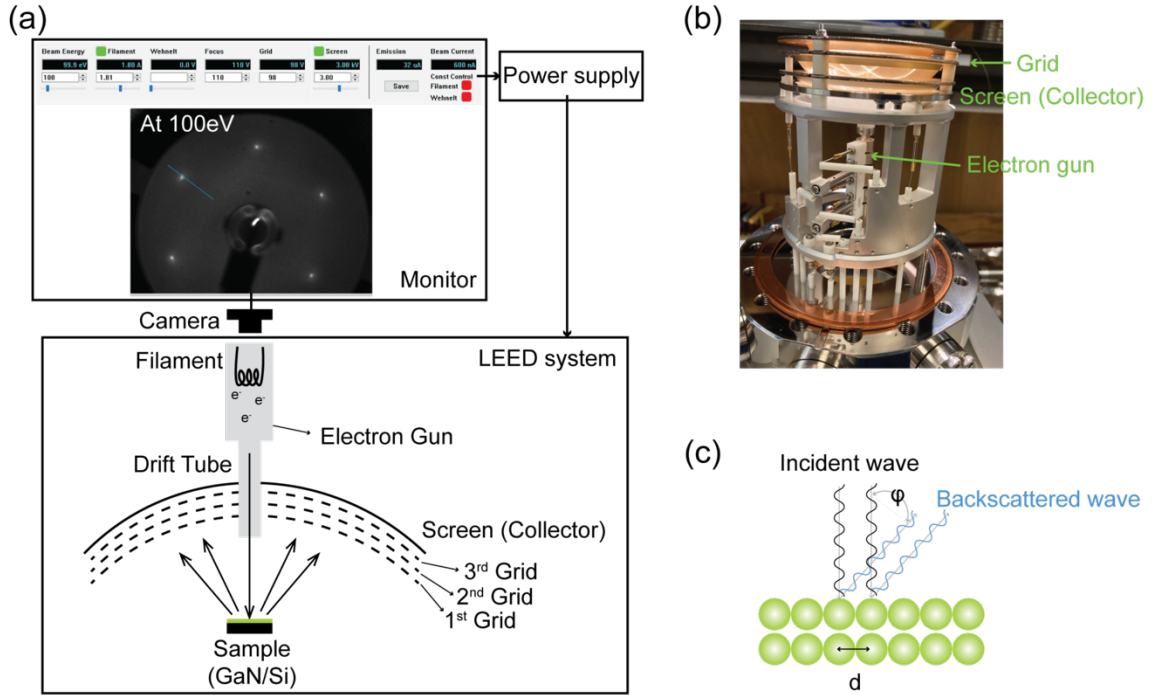 (a)
Beam Energy Filament Wehnelt Focus Grid Screen Emission Beam Current
99.9 eV 1.80 A 0.0 V 110 V 98 V 3.00 kV 32 uA 600 nA
100 1.81 110 98 3.00 Save Const Control
Filament
Wehnelt
Power supply
At 100eV
Monitor
Camera
Filament
LEED system
e-
e-
e-
Electron Gun
Drift Tube
Screen (Collector)
3rd Grid
2nd Grid
1st Grid
Sample
(GaN/Si)
(b)
Grid
Screen (Collector)
Electron gun
(c)
Incident wave
φ
Backscattered wave
d